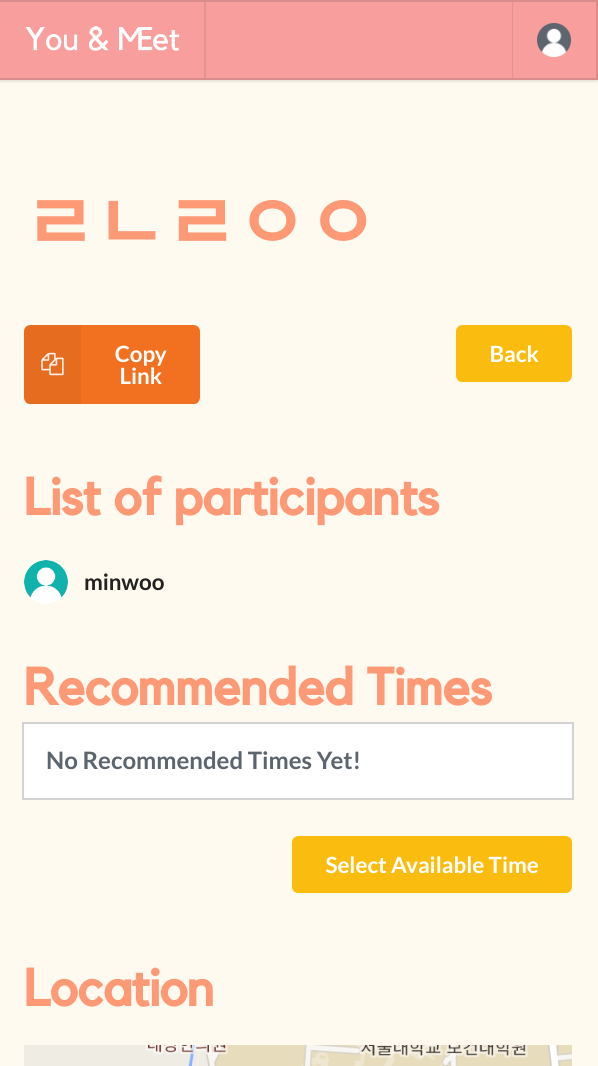 You & MEet
ㄹㄴㄹㅇㅇ
Copy
Link
Back
List of participants
minwoo
Recommended Times
No Recommended Times Yet!
Select Available Time
Location
서울대학교 보건대학원